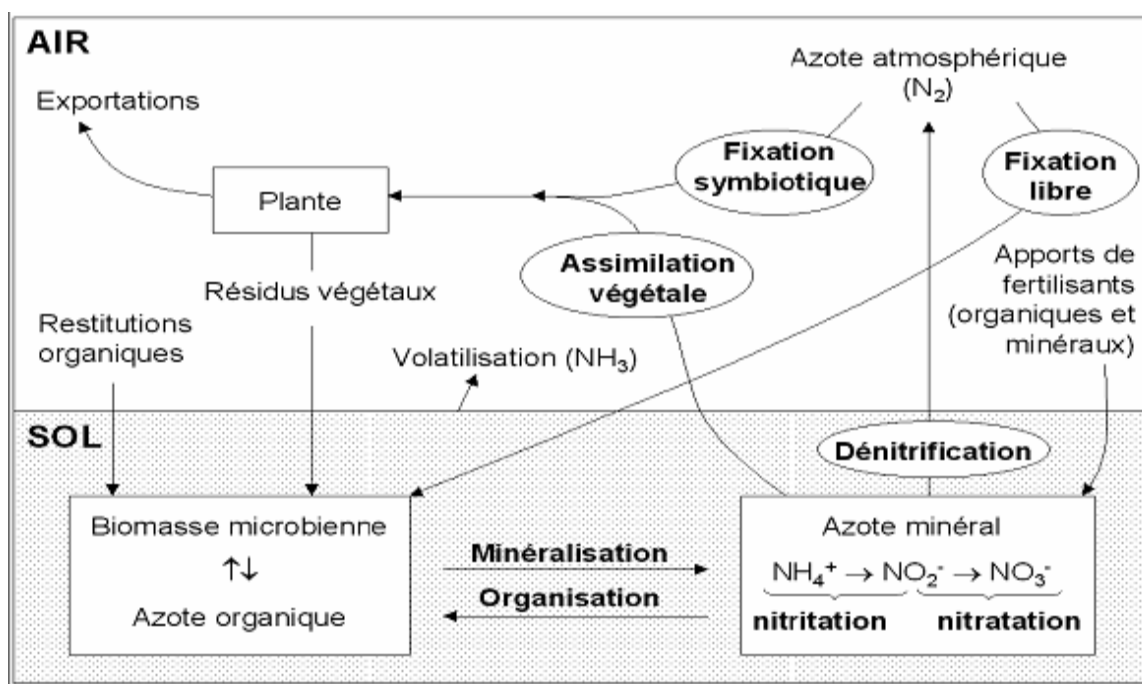 AIR
Azote atmosphérique
(N₂)
Exportations
Fixation
symbiotique
Fixation
libre
Plante
Assimilation
végétale
Apports de
fertilisants
(organiques et
minéraux)
Résidus végétaux
Restitutions
organiques
Volatilisation (NH₃)
SOL
Dénitrification
Biomasse microbienne
↑↓
Azote organique
Minéralisation
Organisation
Azote minéral
NH₄⁺ → NO₂⁻ → NO₃⁻
nitritation nitratation